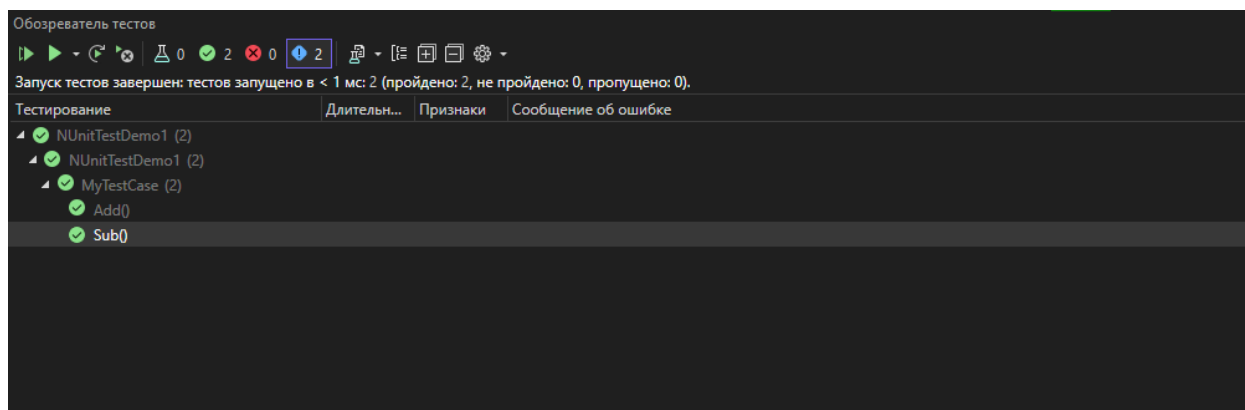 Обозреватель тестов
0 2 0 2
Запуск тестов завершен: тестов запущено в < 1 мс: 2 (пройдено: 2, не пройдено: 0, пропущено: 0).
Тестирование Длительн... Признаки Сообщение об ошибке
NUnitTestDemo1 (2)
NUnitTestDemo1 (2)
MyTestCase (2)
Add()
Sub()